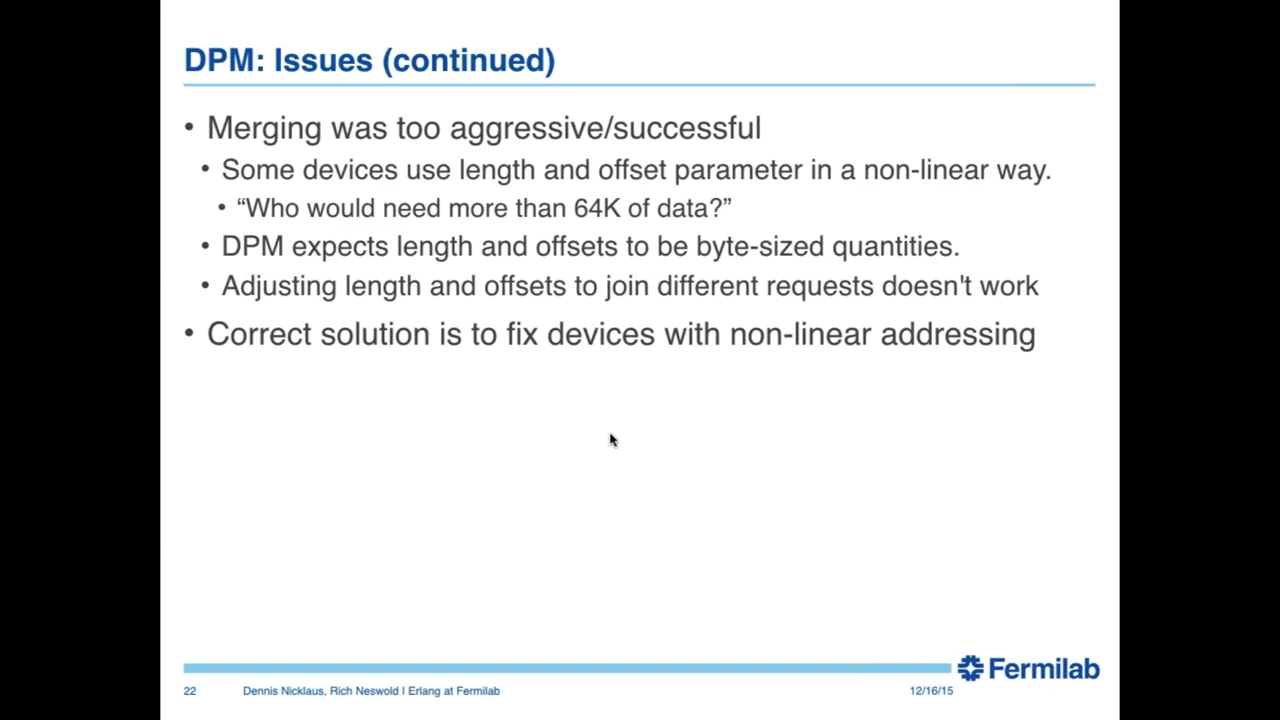 DPM: Issues (continued)
• Merging was too aggressive/successful
• Some devices use length and offset parameter in a non-linear way.
• “Who would need more than 64K of data?”
• DPM expects length and offsets to be byte-sized quantities.
• Adjusting length and offsets to join different requests doesn't work
• Correct solution is to fix devices with non-linear addressing
Fermilab
22 Dennis Nicklaus, Rich Neswold I Erlang at Fermilab 12/16/15